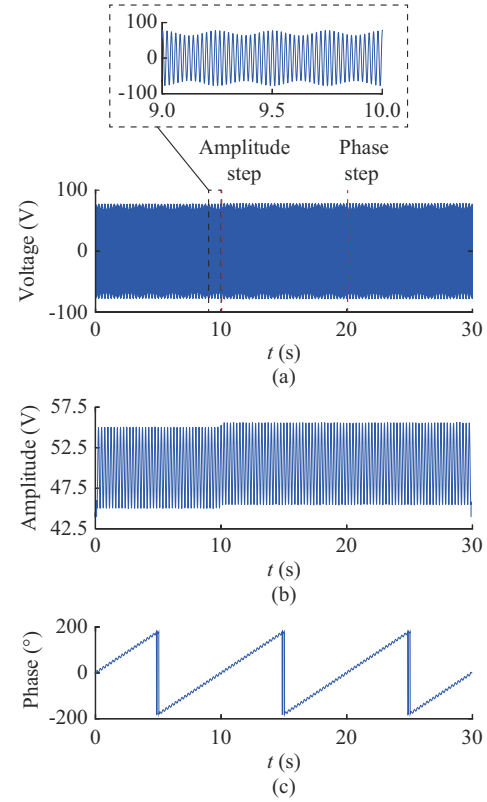 100
0
-100
9.0 9.5 10.0
Amplitude step
Phase step
Voltage (V)
100
0
-100
0 10 20 30
t (s)
(a)
Amplitude (V)
57.5
52.5
47.5
42.5
0 10 20 30
t (s)
(b)
Phase (°)
200
0
-200
0 10 20 30
t (s)
(c)